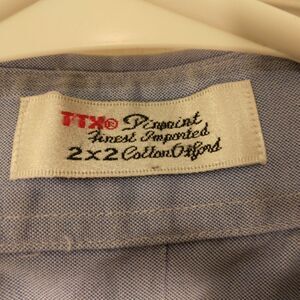 TTX® Pinpoint
Finest Imported
2x2 Cotton Oxford